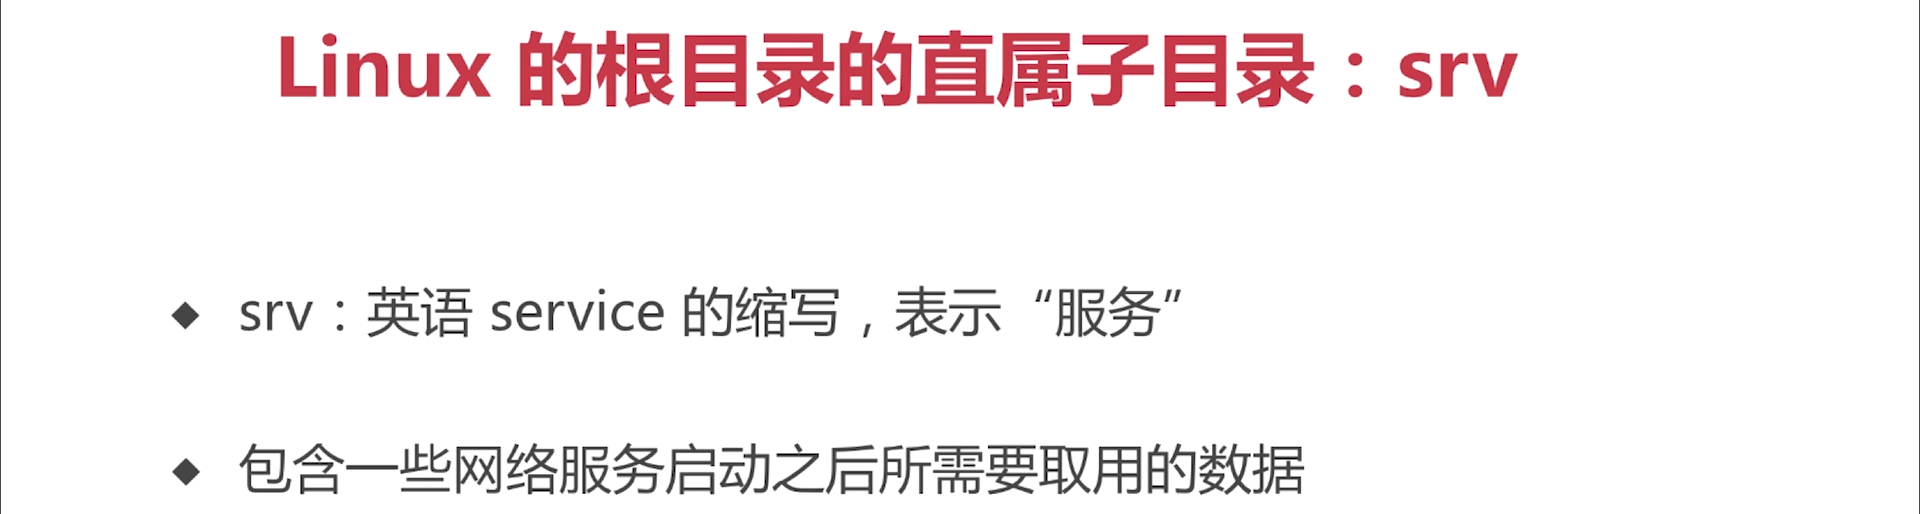 Linux 的根目录的直属子目录：srv
◆ srv：英语 service 的缩写，表示“服务”
◆ 包含一些网络服务启动之后所需要取用的数据